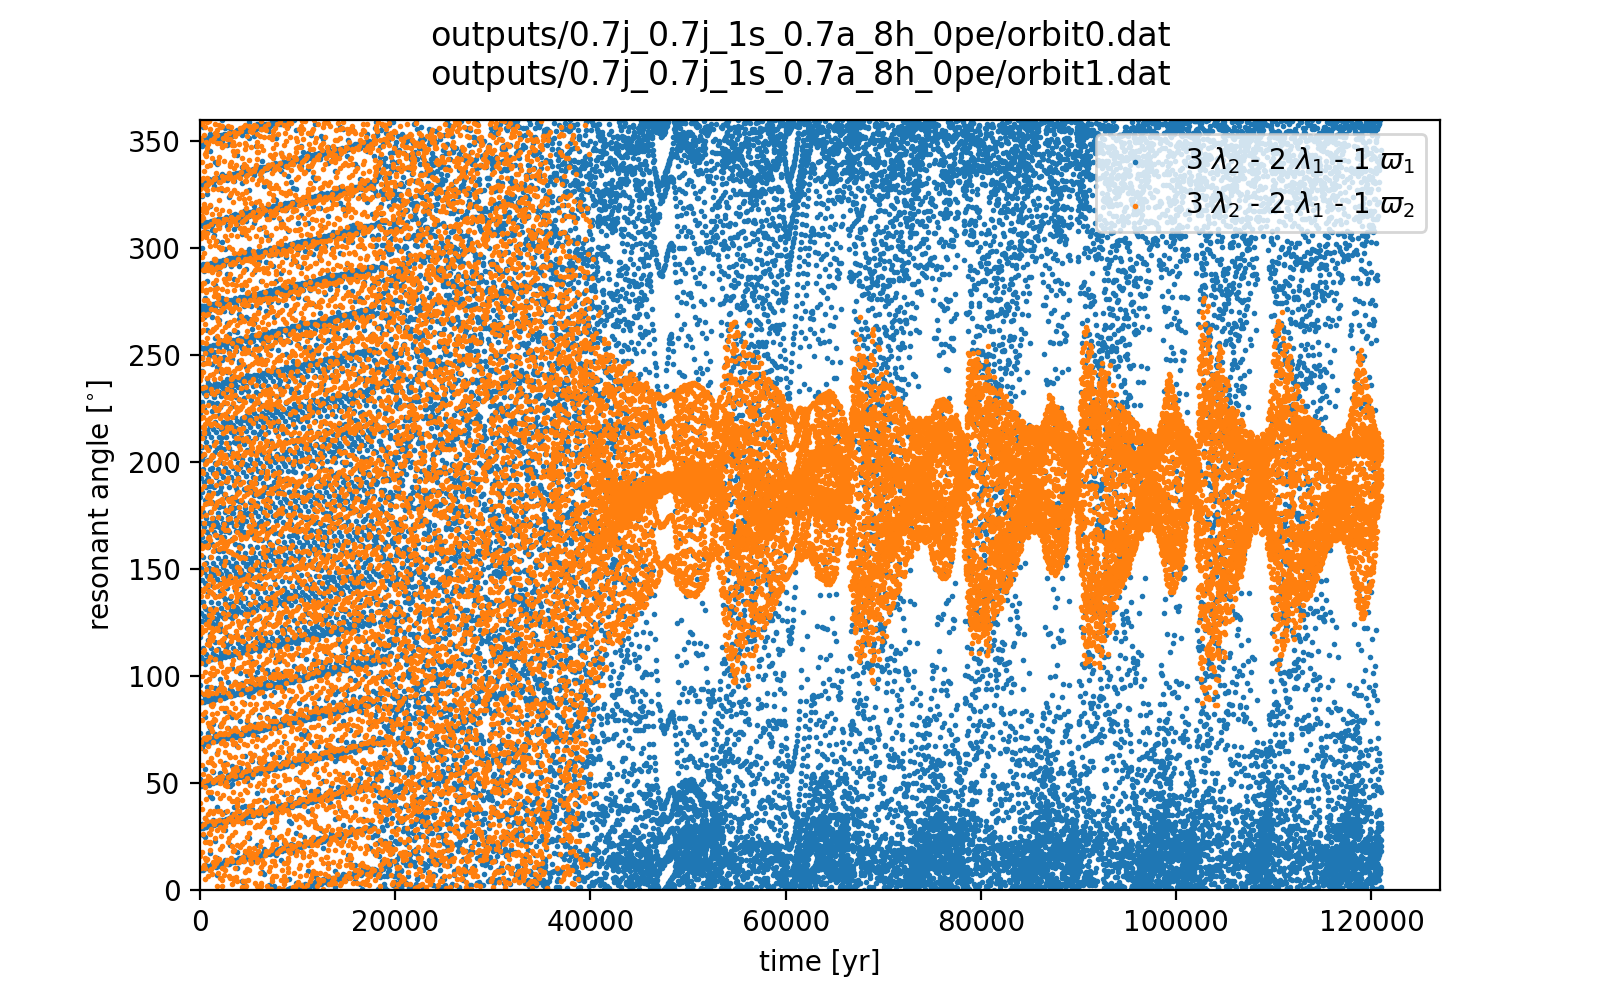 outputs/0.7j_0.7j_1s_0.7a_8h_0pe/orbit0.dat
outputs/0.7j_0.7j_1s_0.7a_8h_0pe/orbit1.dat
350
300
250
200
150
100
50
0
resonant angle [°]
3 λ₂ - 2 λ₁ - 1 ϖ₁
3 λ₂ - 2 λ₁ - 1 ϖ₂
0 20000 40000 60000 80000 100000 120000
time [yr]